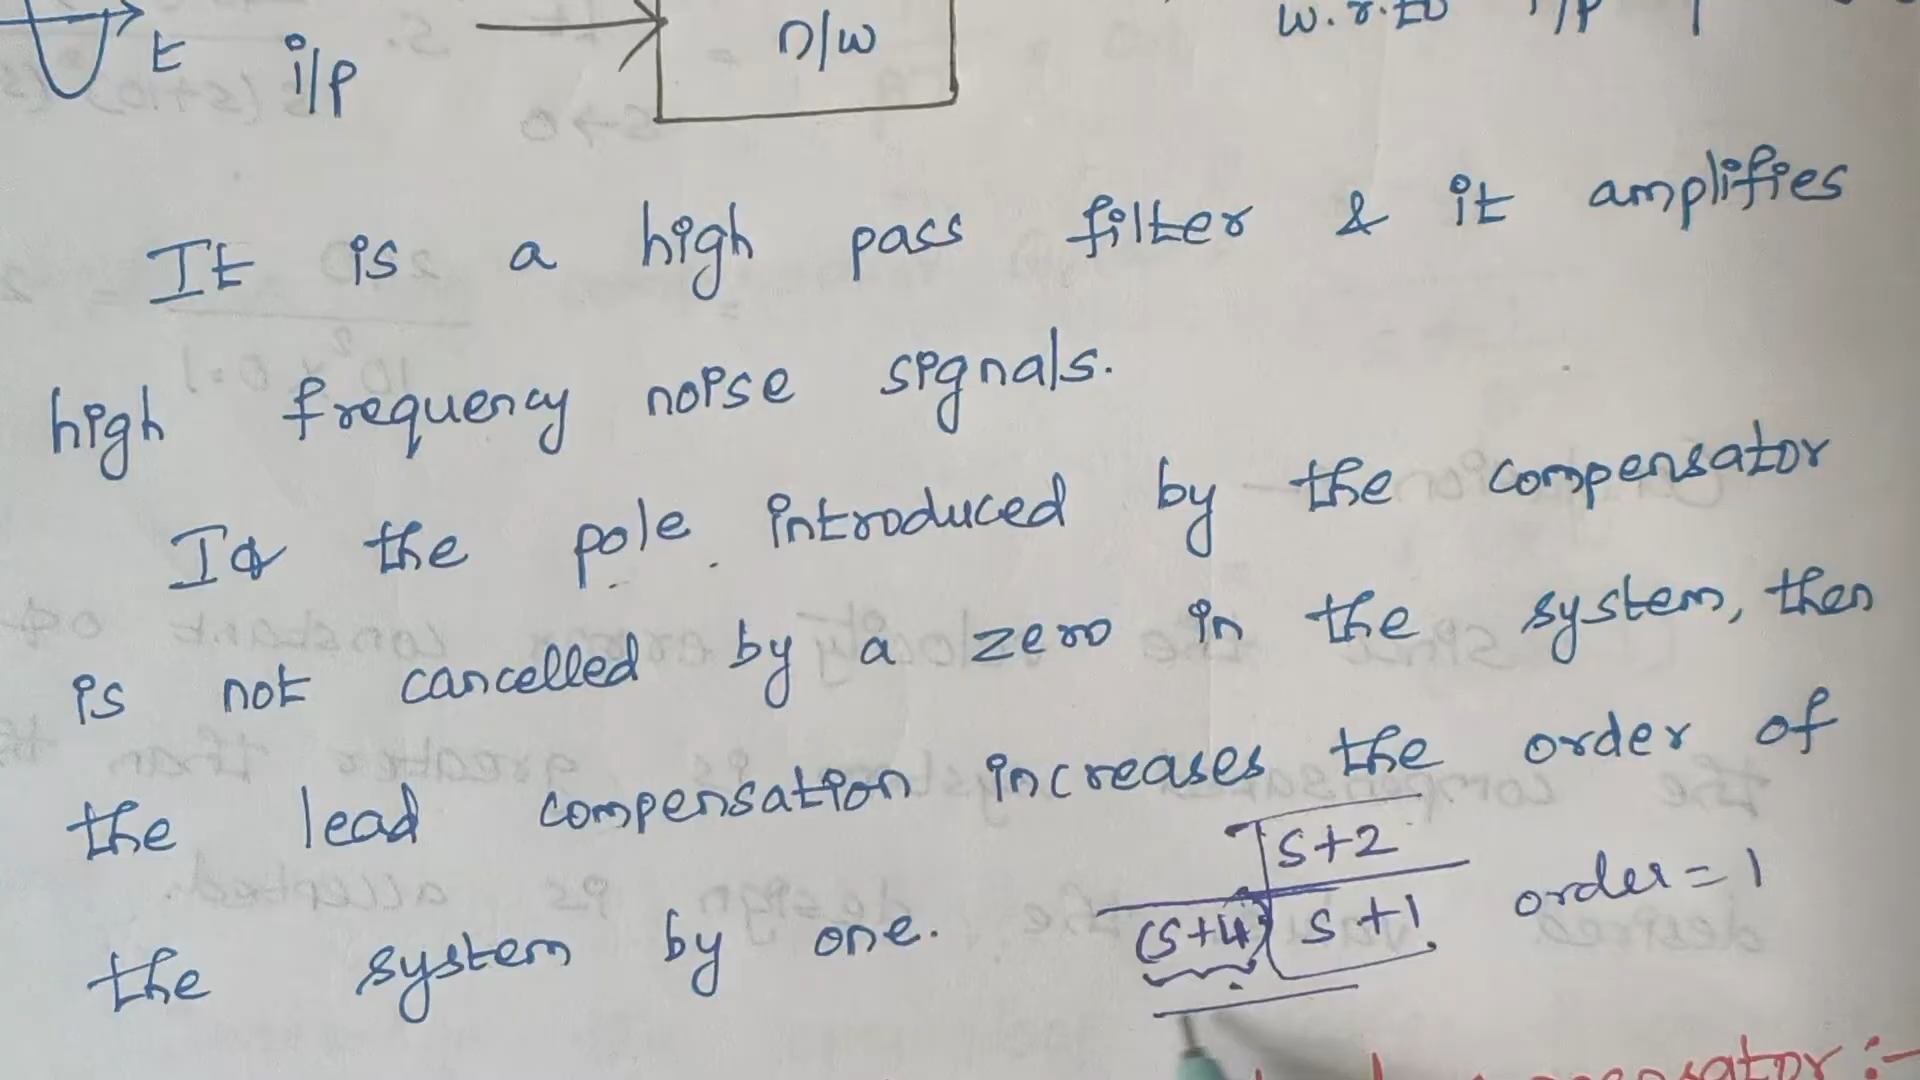 t i/p n/w w.r.to i/p
It is a high pass filter & it amplifies
high frequency noise signals.
If the pole introduced by the compensator
is not cancelled by a zero in the system, then
the lead compensation increases the order of
the system by one.
s+2
(s+4) s+1 order = 1